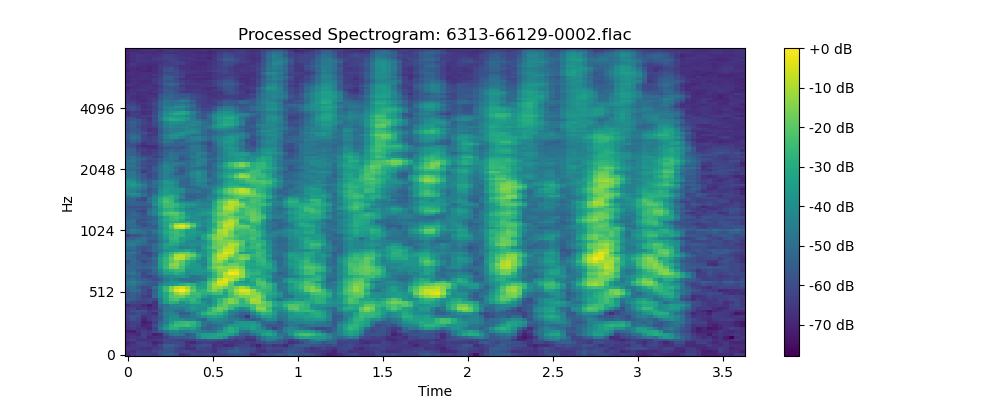 Processed Spectrogram: 6313-66129-0002.flac
Hz
4096
2048
1024
512
0
0
0.5
1
1.5
2
2.5
3
3.5
Time
+0 dB
-10 dB
-20 dB
-30 dB
-40 dB
-50 dB
-60 dB
-70 dB